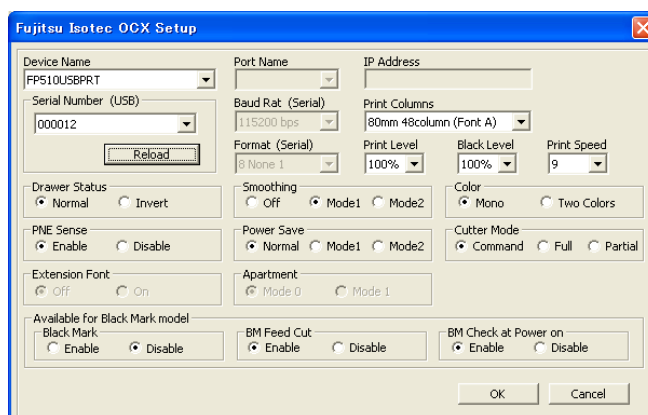 Fujitsu Isotec OCX Setup
Device Name
FP510USBPRT
Port Name
IP Address
Serial Number (USB)
000012
Reload
Baud Rat (Serial)
115200 bps
Print Columns
80mm 48column (Font A)
Format (Serial)
8 None 1
Print Level
100%
Black Level
100%
Print Speed
9
Drawer Status
Normal Invert
Smoothing
Off Mode1 Mode2
Color
Mono Two Colors
PNE Sense
Enable Disable
Power Save
Normal Mode1 Mode2
Cutter Mode
Command Full Partial
Extension Font
Off On
Apartment
Mode 0 Mode 1
Available for Black Mark model
Black Mark
Enable Disable
BM Feed Cut
Enable Disable
BM Check at Power on
Enable Disable
OK Cancel